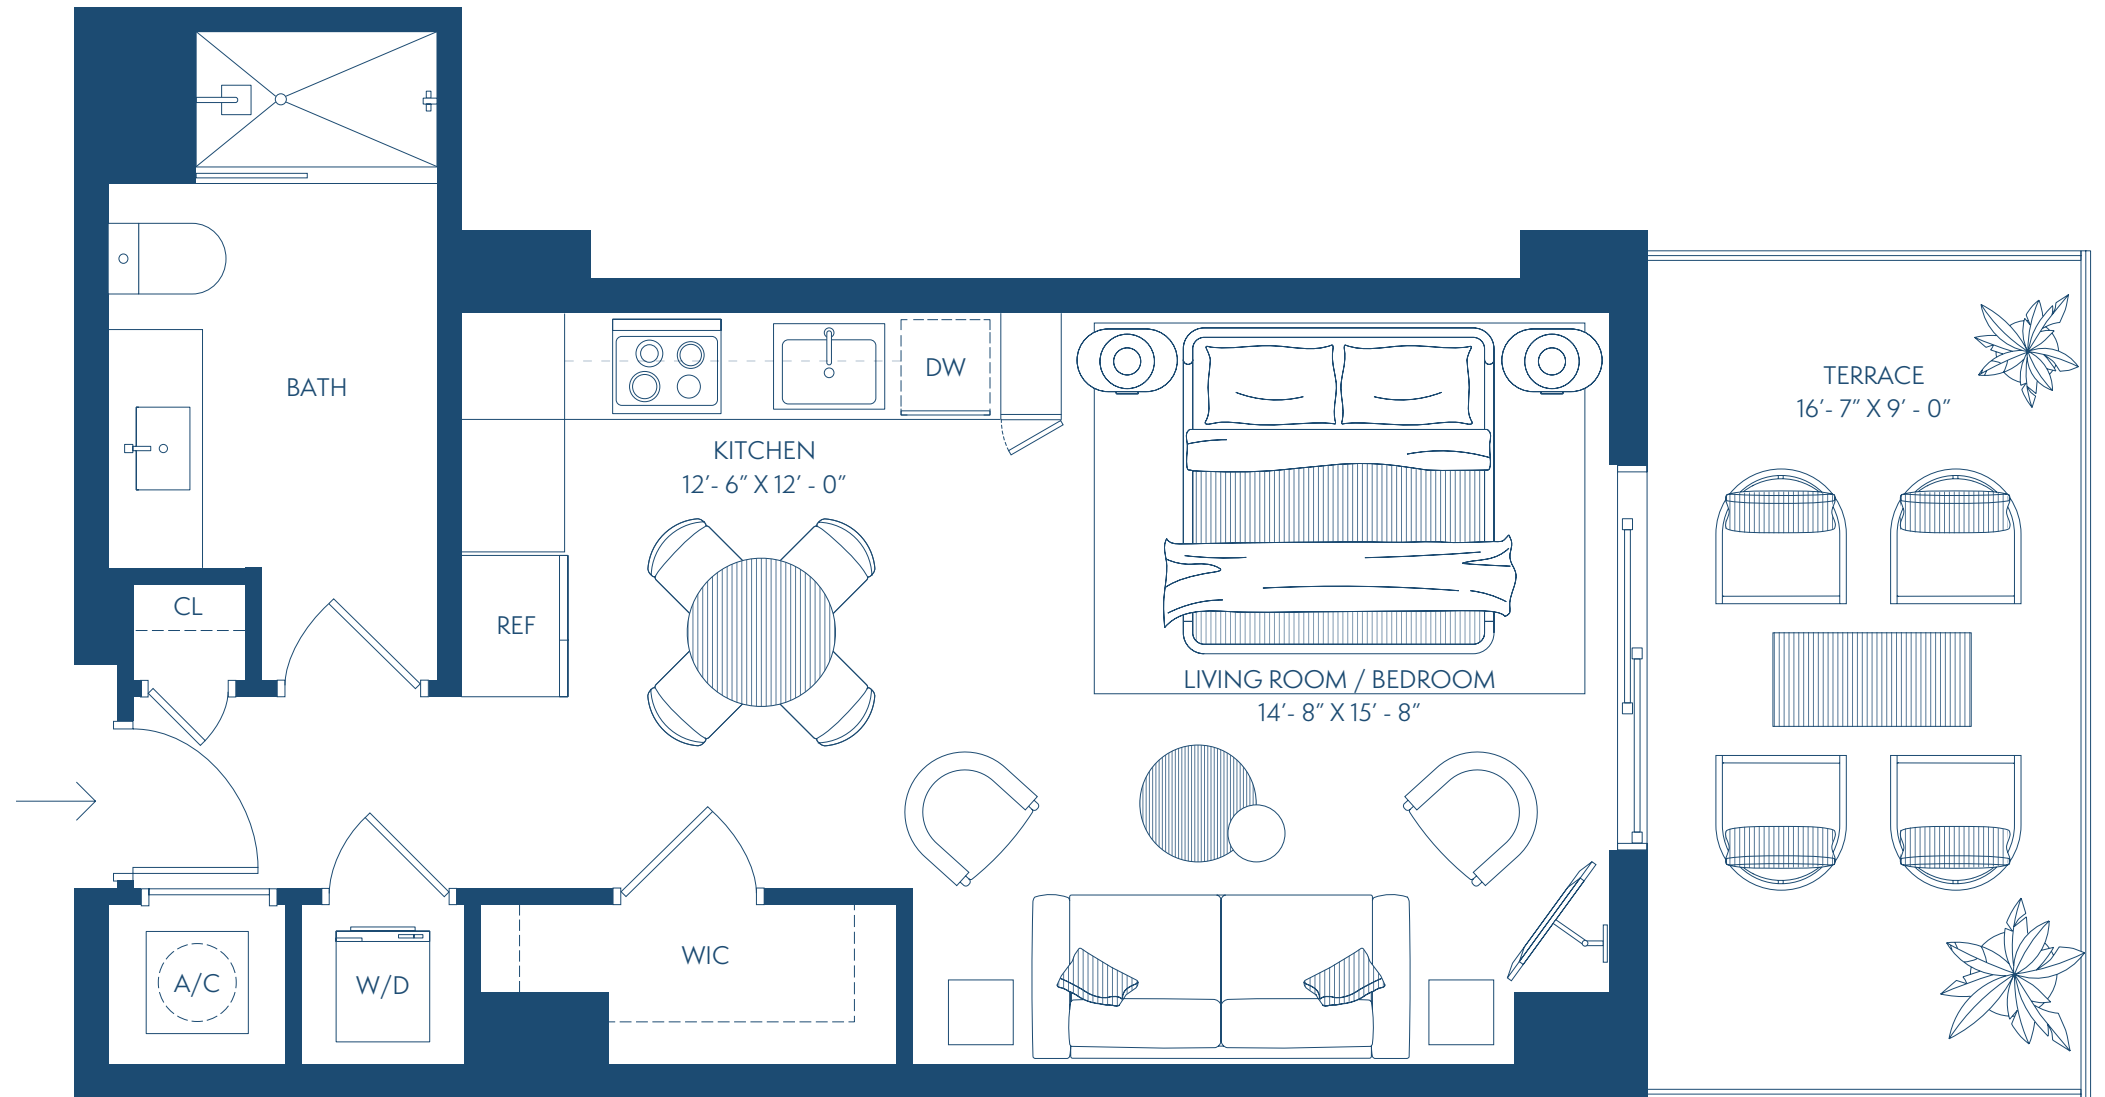 BATH
DW
TERRACE
16’- 7” X 9’ - 0”
KITCHEN
12’- 6” X 12’ - 0”
CL
REF
LIVING ROOM / BEDROOM
14’- 8” X 15’ - 8”
WIC
A/C
W/D